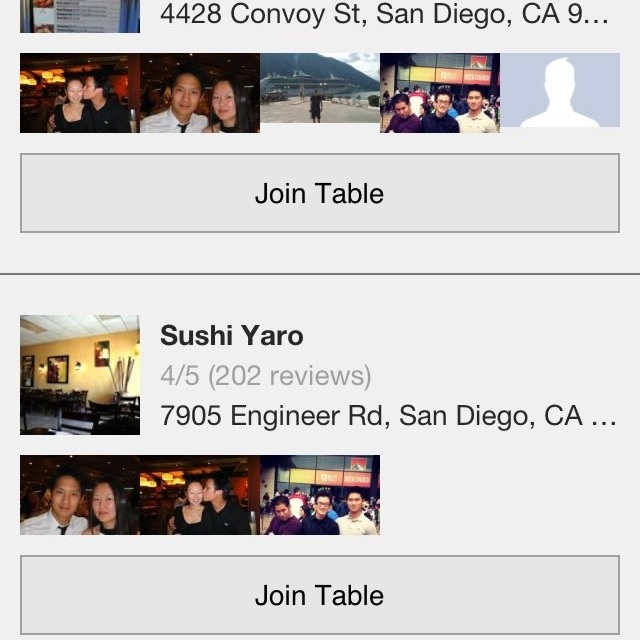 4428 Convoy St, San Diego, CA 9...
Join Table
Sushi Yaro
4/5 (202 reviews)
7905 Engineer Rd, San Diego, CA ...
Join Table